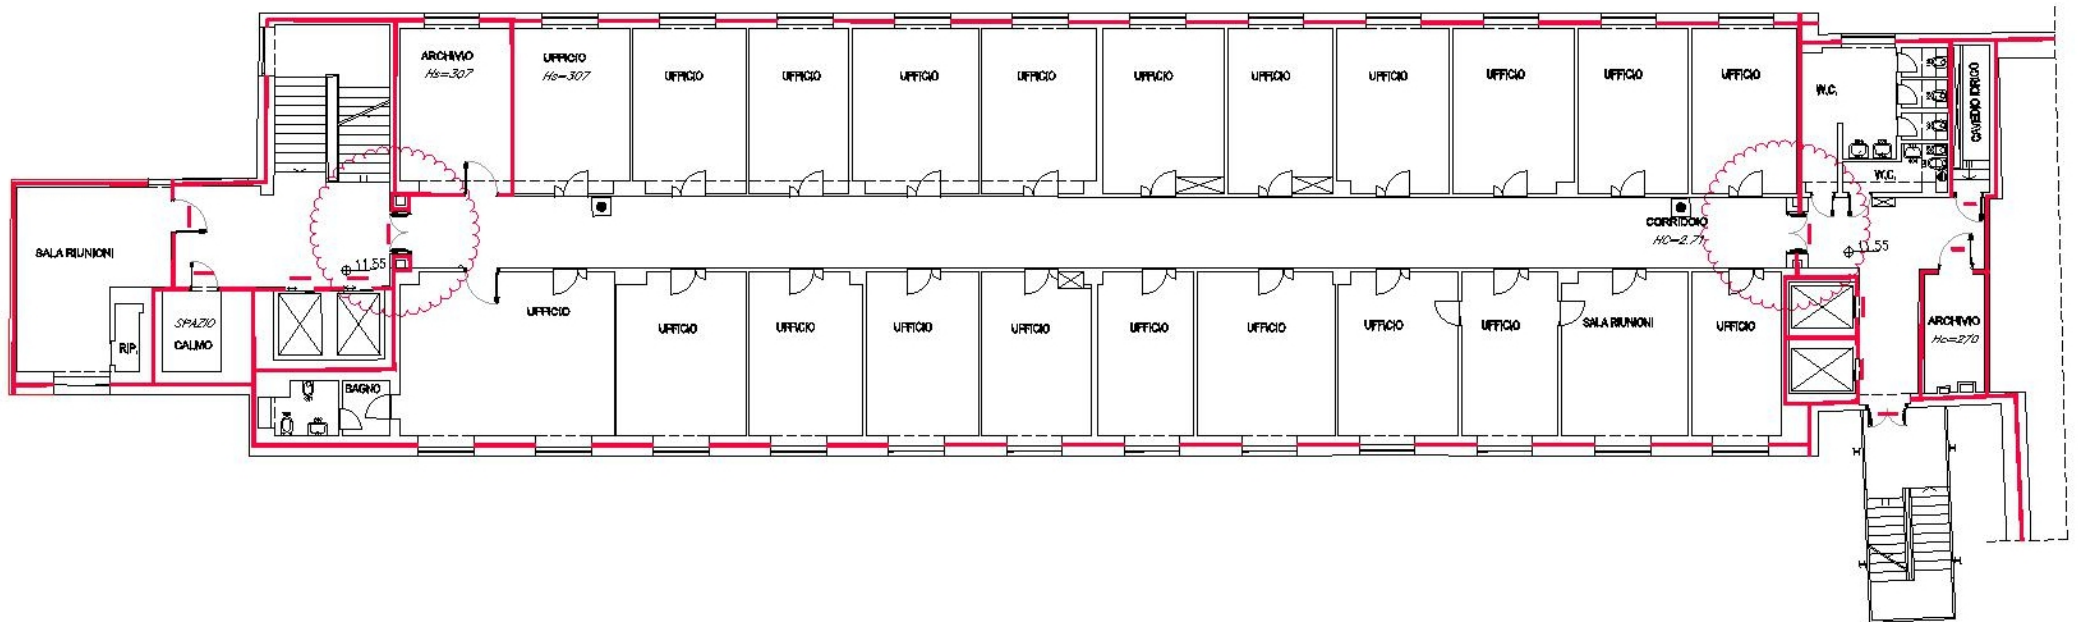 ARCHIVIO
Hs=307
UFFICIO
Hs=307
UFFICIO
UFFICIO
UFFICIO
UFFICIO
UFFICIO
UFFICIO
UFFICIO
UFFICIO
UFFICIO
UFFICIO
W.C.
CAVEDIO IDRICO
W.C.
SALA RIUNIONI
11.55
CORRIDOIO
HC=2.71
11.55
SPAZIO
CALMO
RIP.
BAGNO
UFFICIO
UFFICIO
UFFICIO
UFFICIO
UFFICIO
UFFICIO
UFFICIO
UFFICIO
UFFICIO
SALA RIUNIONI
UFFICIO
ARCHIVIO
Hc=270